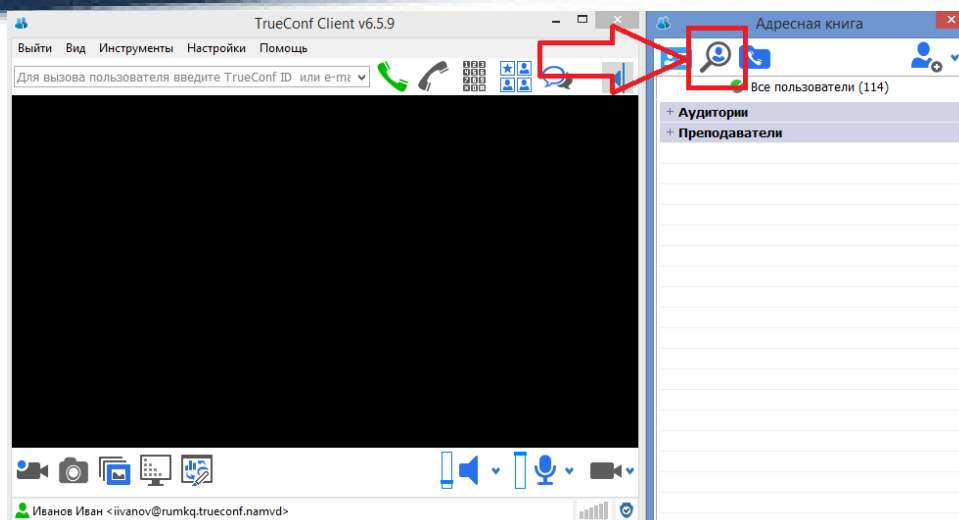 TrueConf Client v6.5.9
Выйти Вид Инструменты Настройки Помощь
Для вызова пользователя введите TrueConf ID или e-ma
Адресная книга
Все пользователи (114)
+ Аудитории
+ Преподаватели
Иванов Иван <iivanov@rumkq.trueconf.namvd>